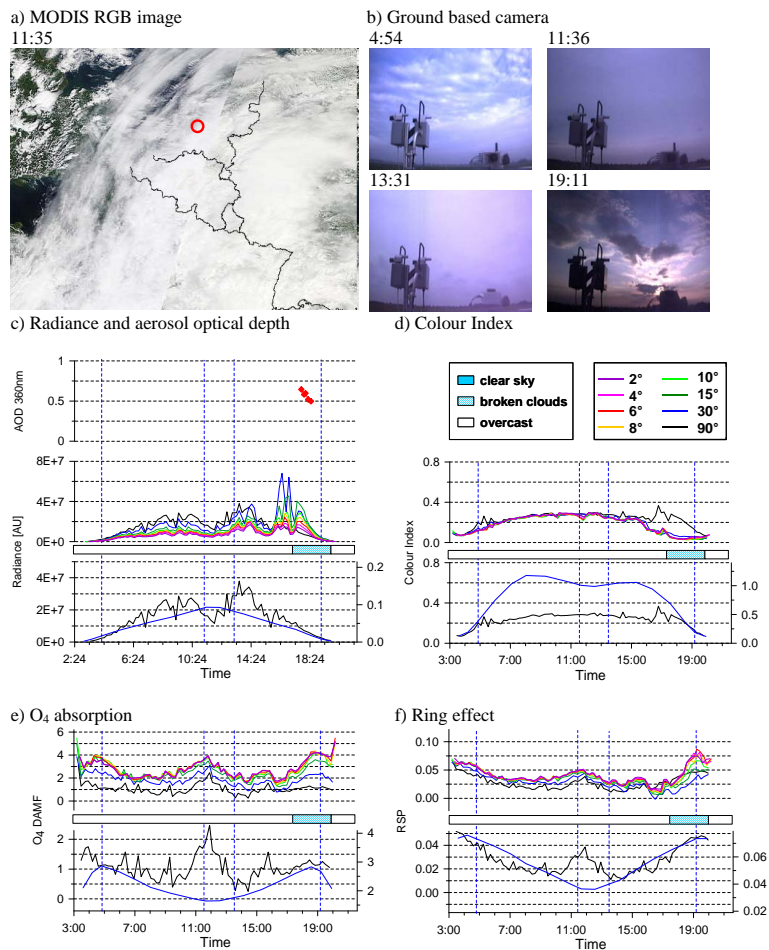 a) MODIS RGB image
11:35
b) Ground based camera
4:54 11:36
13:31 19:11
c) Radiance and aerosol optical depth
d) Colour Index
AOD 360nm
1
0.5
0
clear sky
broken clouds
overcast
2° 10°
4° 15°
6° 30°
8° 90°
Radiance [AU]
8E+7
4E+7
0E+0
4E+7
2E+7
0E+0
0.2
0.1
0.0
2:24 6:24 10:24 14:24 18:24
Time
Colour Index
0.8
0.4
0.0
0.8
0.4
0.0
1.0
0.5
0.0
3:00 7:00 11:00 15:00 19:00
Time
e) O₄ absorption
O₄ DAMF
6
4
2
0
2
1
0
4
3
2
3:00 7:00 11:00 15:00 19:00
Time
f) Ring effect
RSP
0.10
0.05
0.00
0.04
0.02
0.00
0.06
0.04
0.02
3:00 7:00 11:00 15:00 19:00
Time